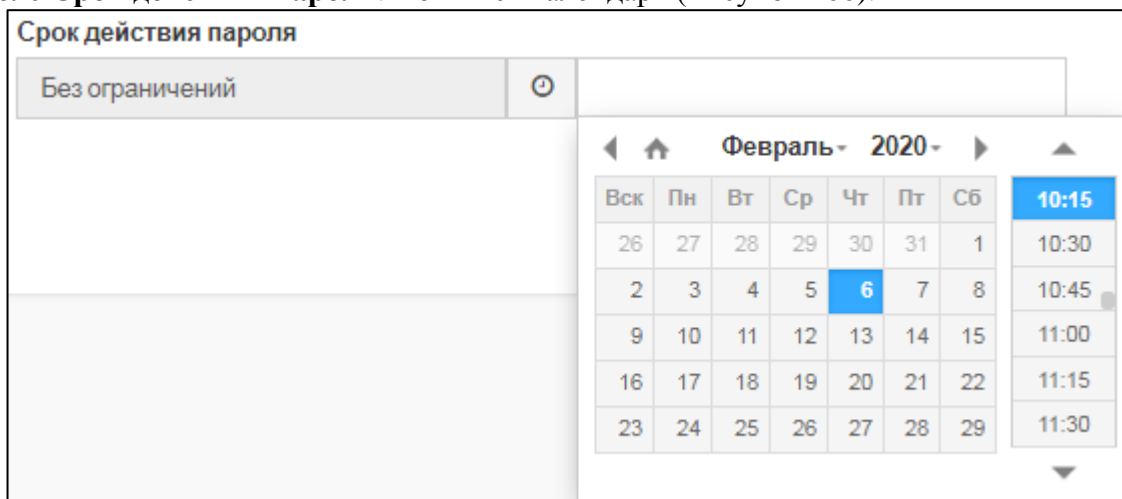 Срок действия пароля
Без ограничений
Февраль 2020
Вск Пн Вт Ср Чт Пт Сб 10:15
26 27 28 29 30 31 1 10:30
2 3 4 5 6 7 8 10:45
9 10 11 12 13 14 15 11:00
16 17 18 19 20 21 22 11:15
23 24 25 26 27 28 29 11:30